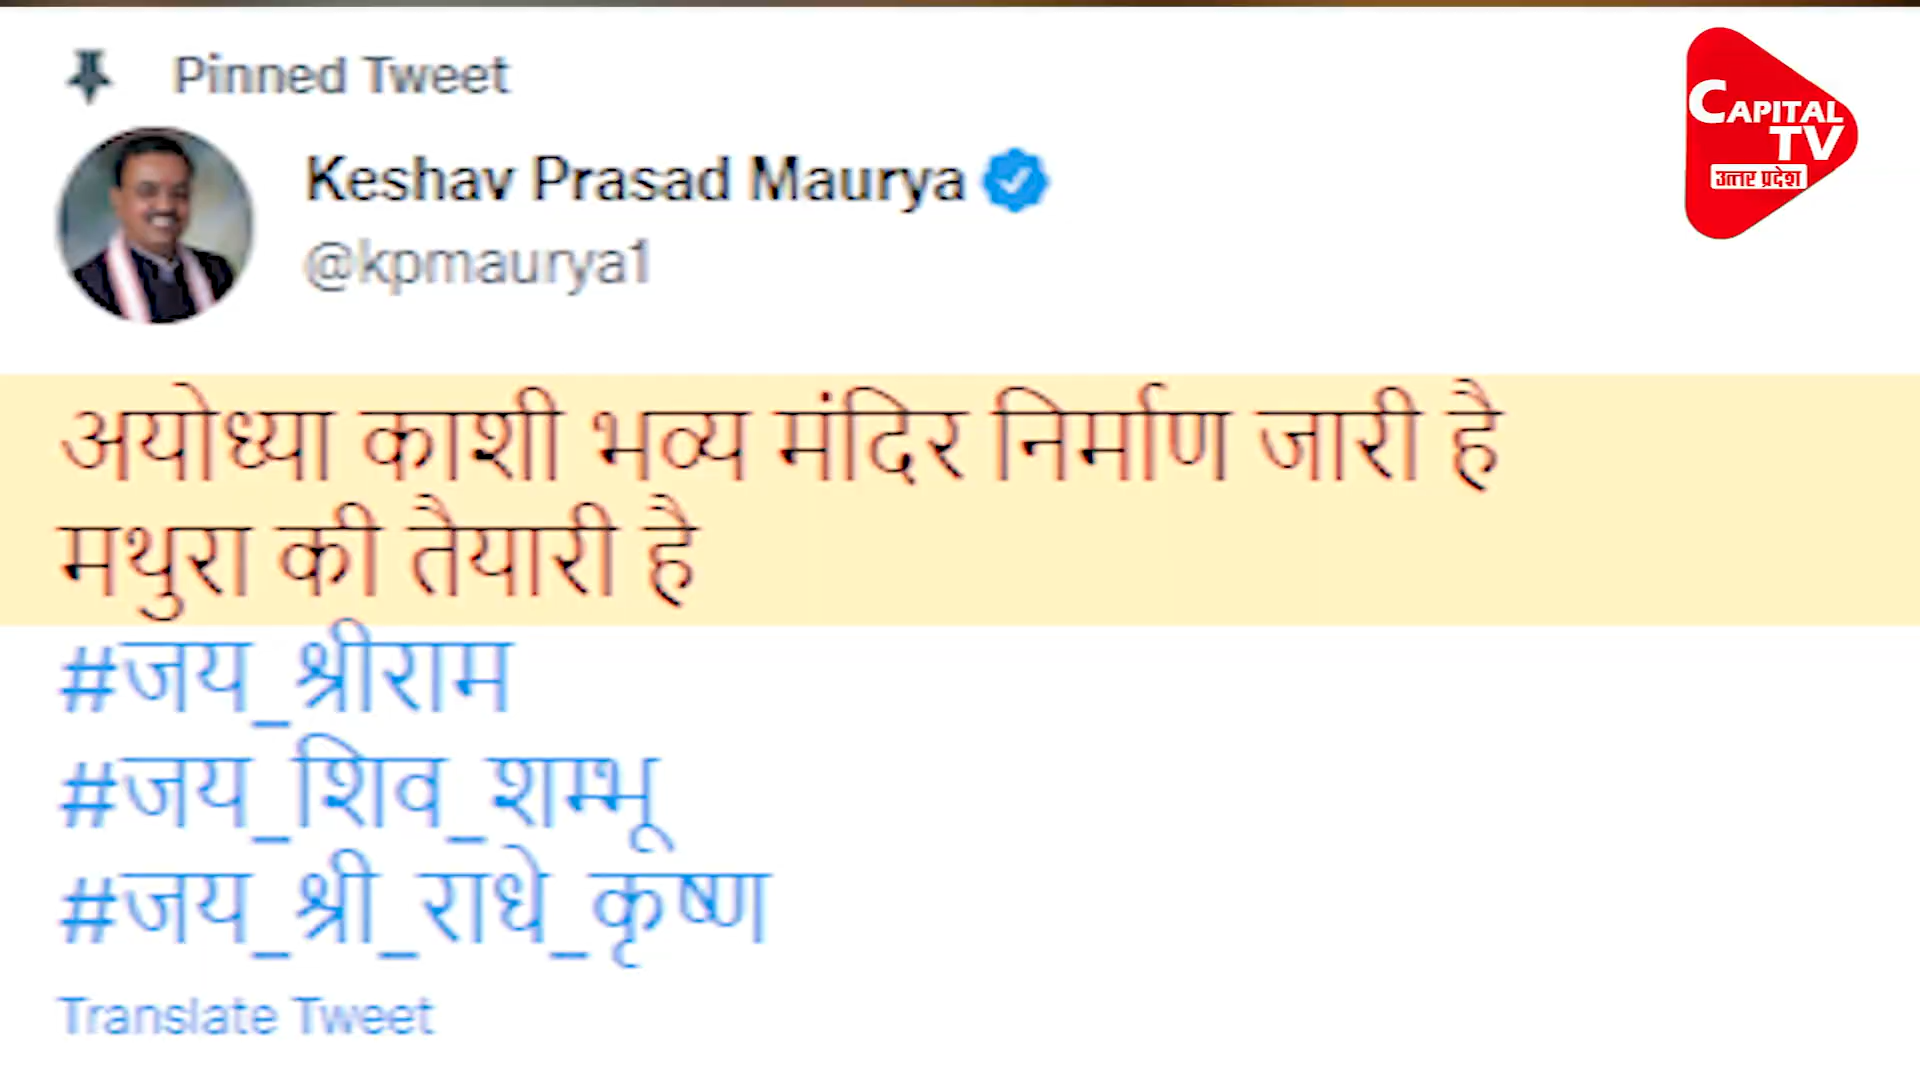 Pinned Tweet
Keshav Prasad Maurya
@kpmaurya1
CAPITAL
TV
उत्तर प्रदेश
अयोध्या काशी भव्य मंदिर निर्माण जारी है
मथुरा की तैयारी है
#जय_श्रीराम
#जय_शिव_शम्भू
#जय_श्री_राधे_कृष्ण
Translate Tweet